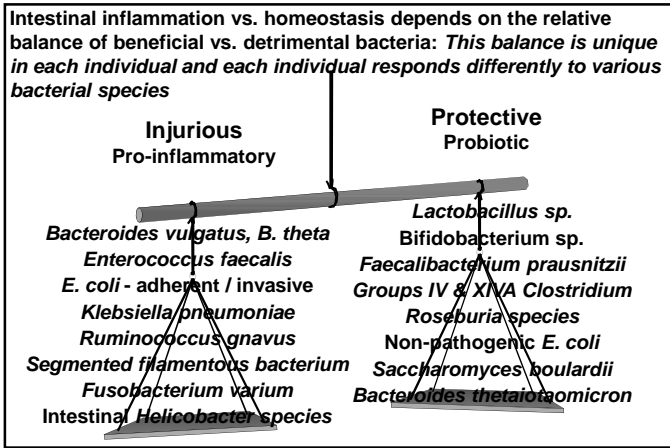 Intestinal inflammation vs. homeostasis depends on the relative
balance of beneficial vs. detrimental bacteria: This balance is unique
in each individual and each individual responds differently to various
bacterial species
Injurious
Pro-inflammatory
Bacteroides vulgatus, B. theta
Enterococcus faecalis
E. coli - adherent / invasive
Klebsiella pneumoniae
Ruminococcus gnavus
Segmented filamentous bacterium
Fusobacterium varium
Intestinal Helicobacter species
Protective
Probiotic
Lactobacillus sp.
Bifidobacterium sp.
Faecalibacterium prausnitzii
Groups IV & XIVA Clostridium
Roseburia species
Non-pathogenic E. coli
Saccharomyces boulardii
Bacteroides thetaiotaomicron